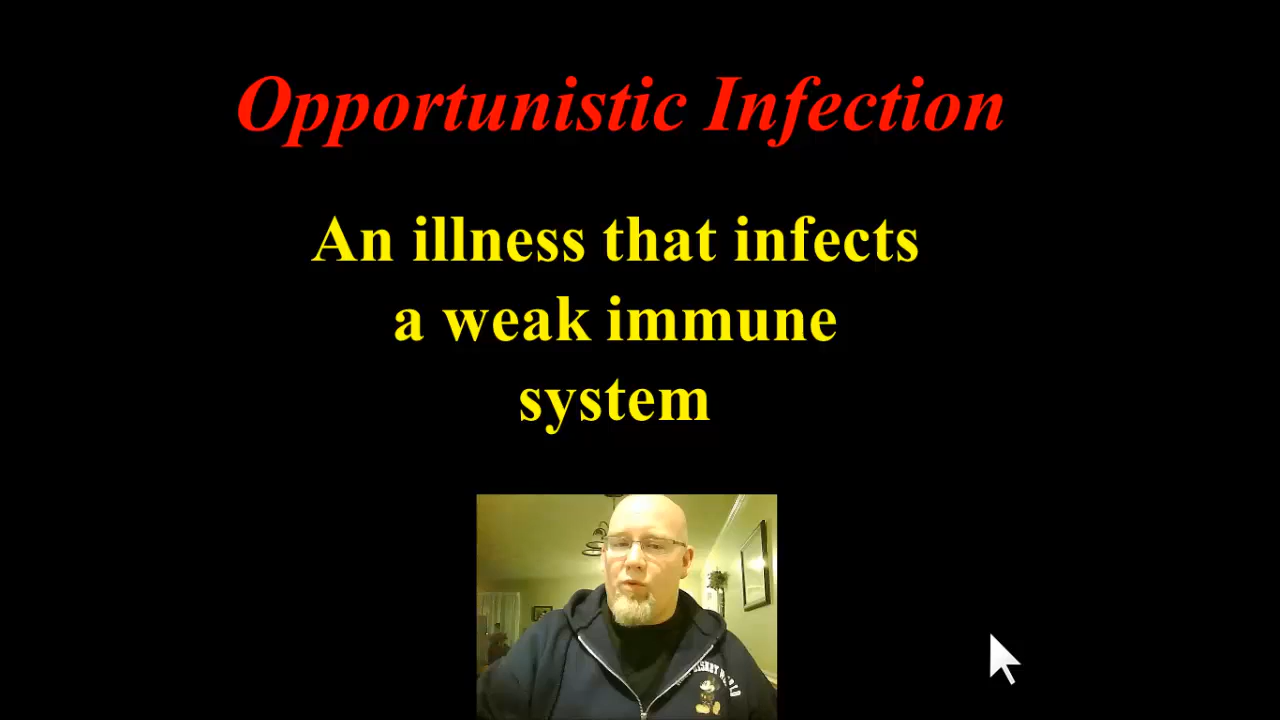 Opportunistic Infection
An illness that infects
a weak immune
system